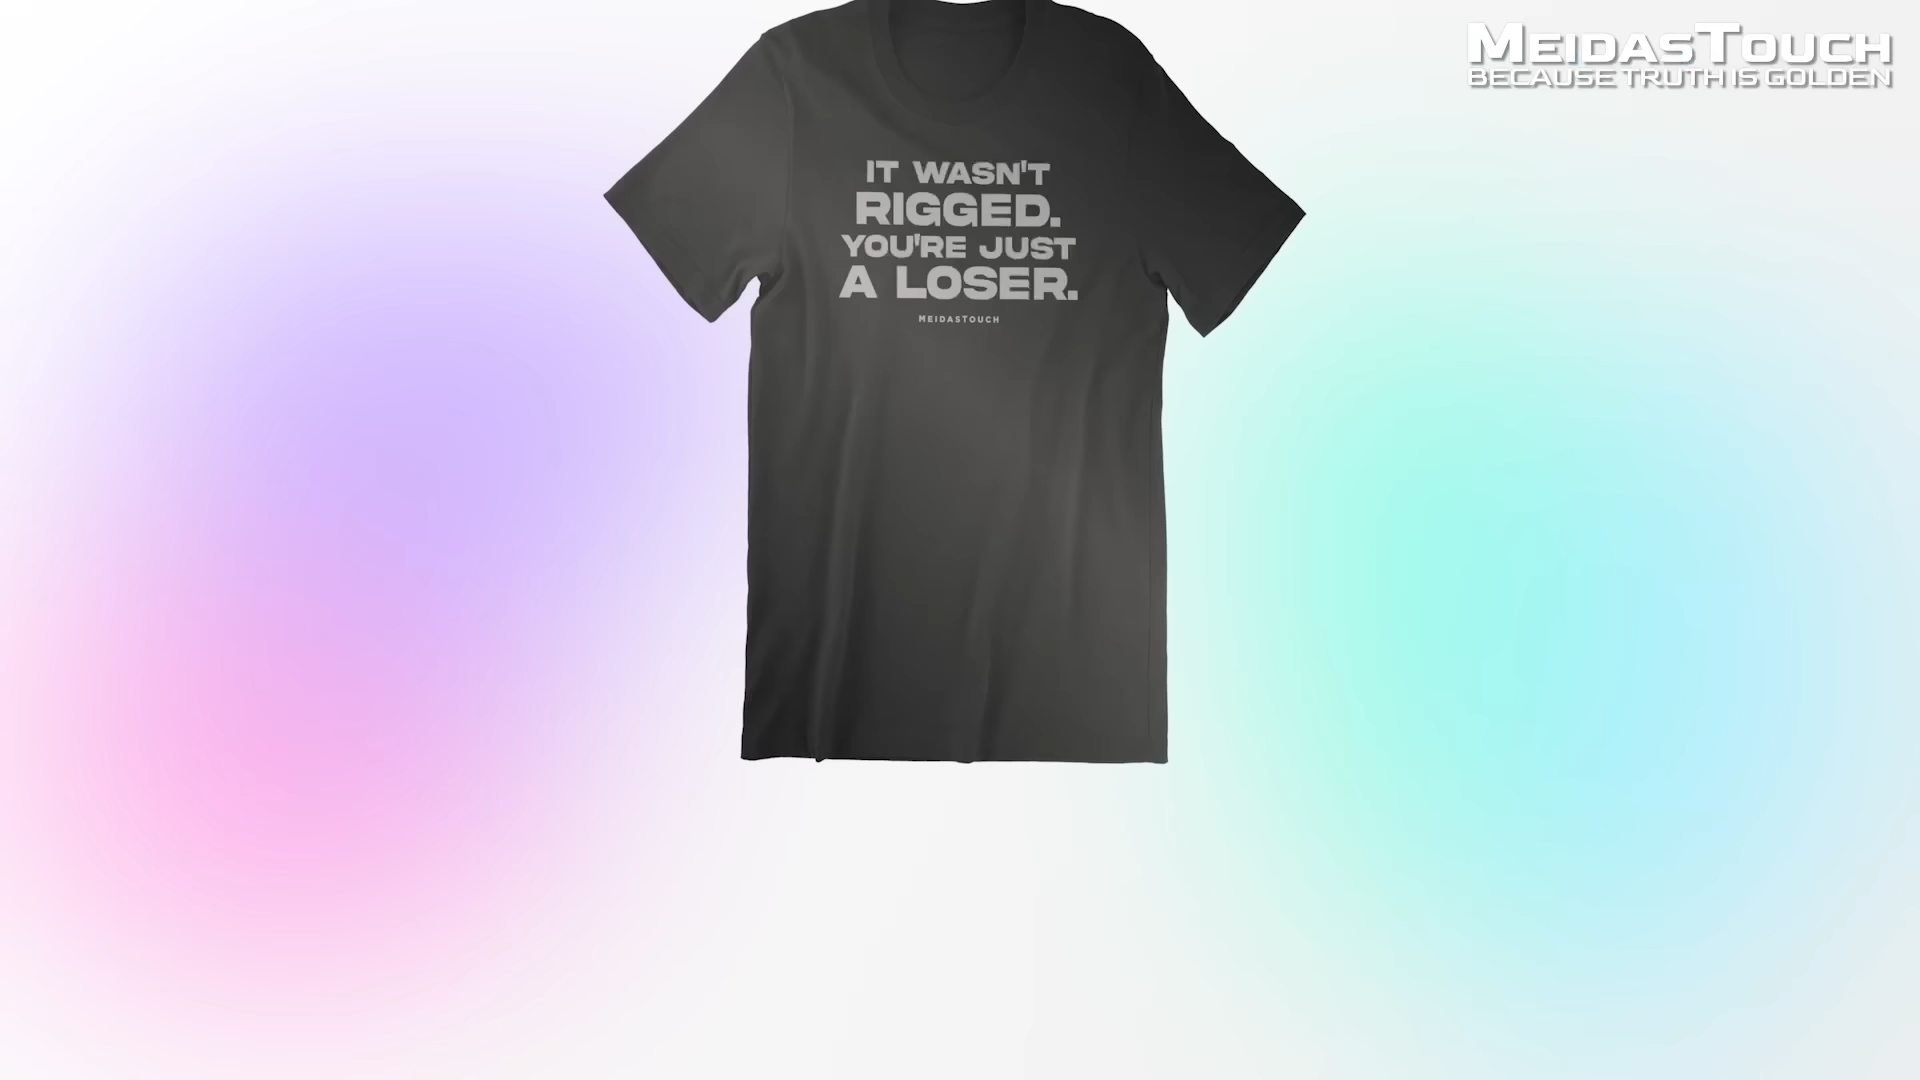 MEIDASTOUCH
BECAUSE TRUTH IS GOLDEN
IT WASN'T
RIGGED.
YOU'RE JUST
A LOSER.
MEIDASTOUCH